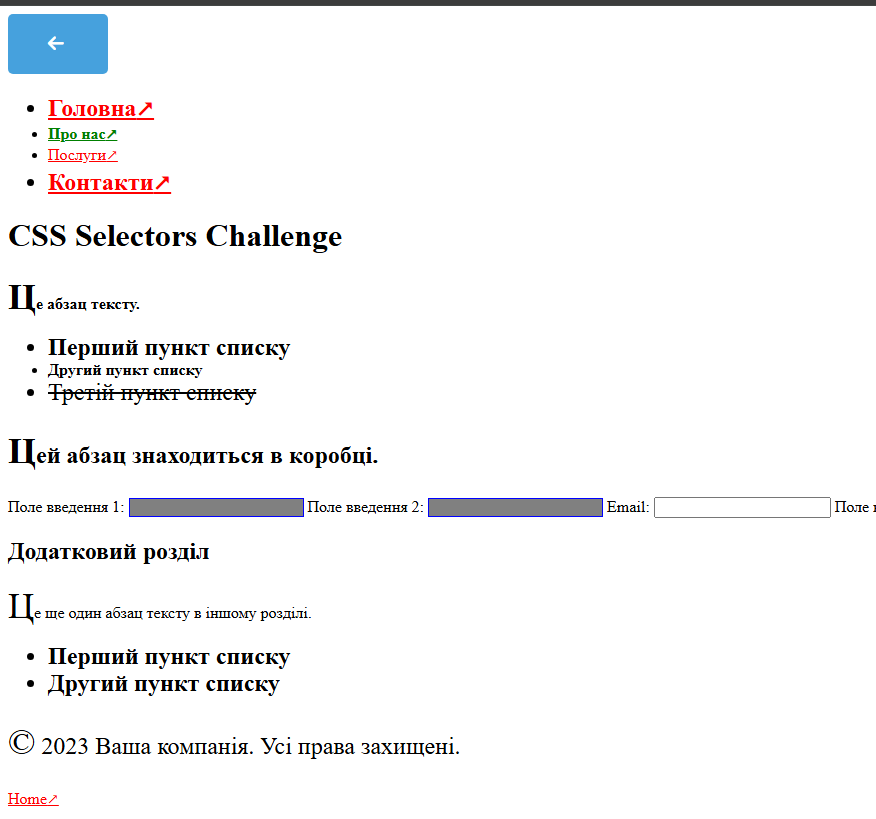 ←
Головна↗
Про нас↗
Послуги↗
Контакти↗
CSS Selectors Challenge
Це абзац тексту.
Перший пункт списку
Другий пункт списку
Третій пункт списку
Цей абзац знаходиться в коробці.
Поле введення 1: Поле введення 2: Email: Поле
Додатковий розділ
Це ще один абзац тексту в іншому розділі.
Перший пункт списку
Другий пункт списку
© 2023 Ваша компанія. Усі права захищені.
Home↗